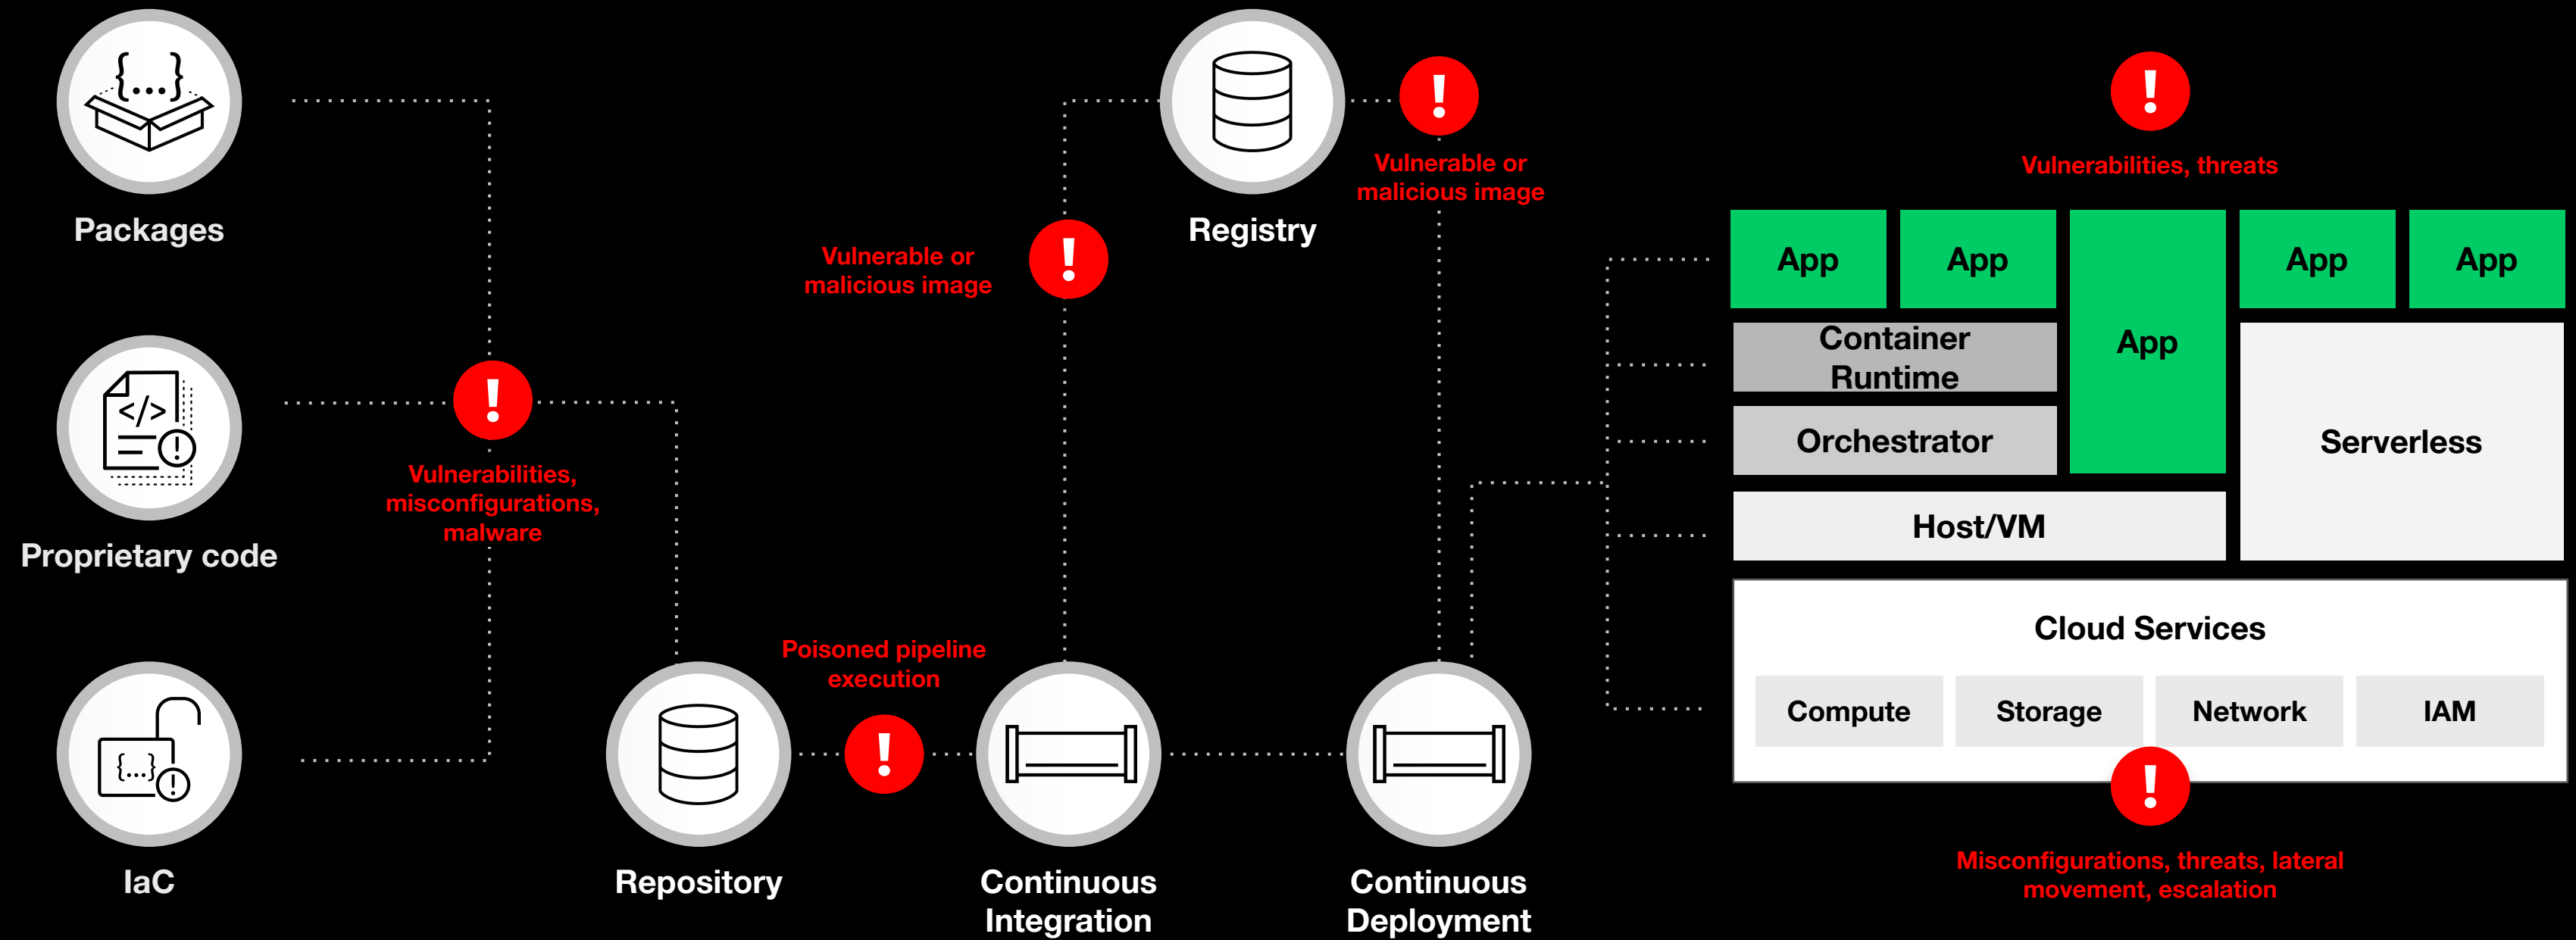 {...}
Packages
</>
Proprietary code
{...}
IaC
!
Vulnerabilities,
misconfigurations,
malware
Repository
Poisoned pipeline
execution
!
Vulnerable or
malicious image
!
Continuous
Integration
Registry
!
Vulnerable or
malicious image
Continuous
Deployment
!
Vulnerabilities, threats
App
App
App
App
App
Container
Runtime
Orchestrator
Serverless
Host/VM
Cloud Services
Compute
Storage
Network
IAM
!
Misconfigurations, threats, lateral
movement, escalation